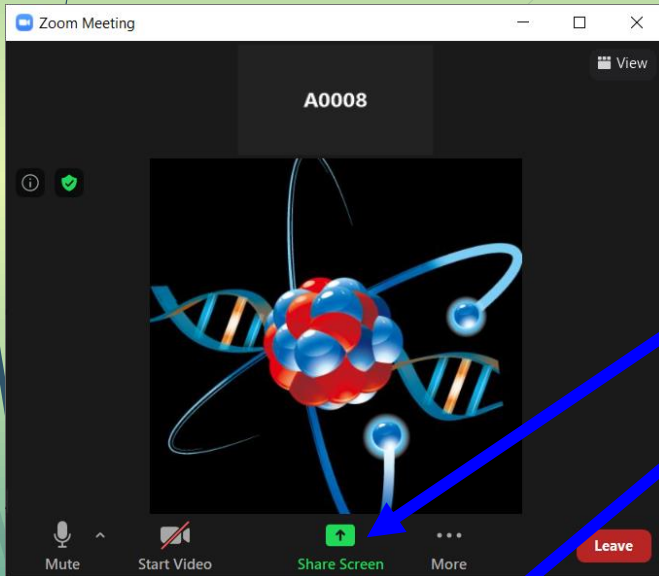 Zoom Meeting
View
A0008
Mute
Start Video
Share Screen
More
Leave